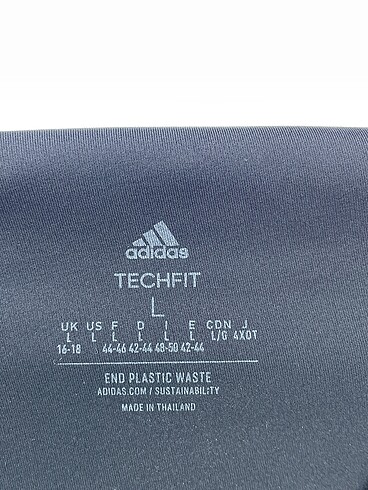 adidas
TECHFIT
L
UK US F D I E CDN J
L L L L L L L/G 4XOT
16-18 44-46 42-44 48-50 42-44
END PLASTIC WASTE
ADIDAS.COM / SUSTAINABILITY
MADE IN THAILAND